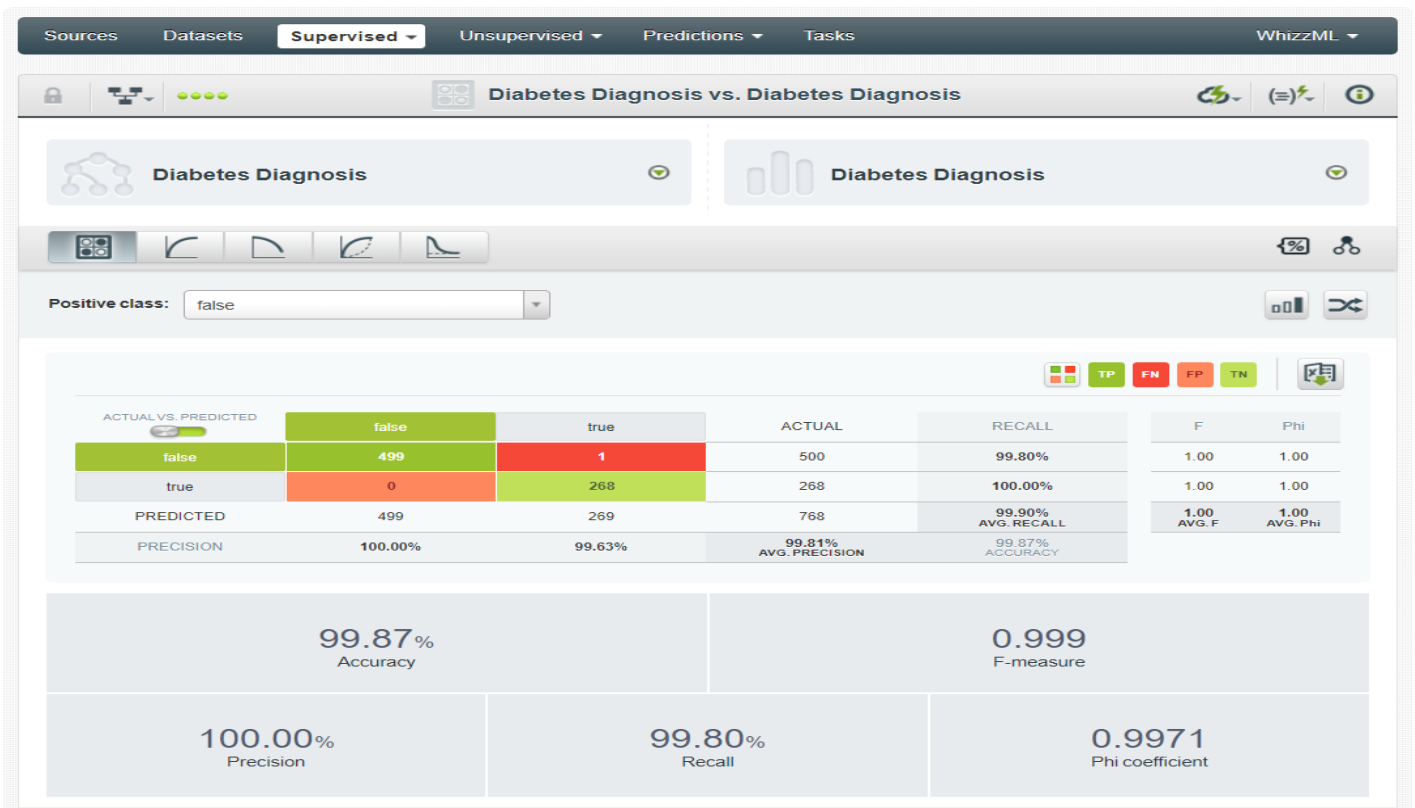 Sources Datasets Supervised Unsupervised Predictions Tasks WhizzML
Diabetes Diagnosis vs. Diabetes Diagnosis
Diabetes Diagnosis Diabetes Diagnosis
Positive class: false
TP FN FP TN
ACTUAL VS. PREDICTED false true ACTUAL RECALL F Phi
false 499 1 500 99.80% 1.00 1.00
true 0 268 268 100.00% 1.00 1.00
PREDICTED 499 269 768 99.90% 1.00 1.00
AVG. RECALL AVG. F AVG. Phi
PRECISION 100.00% 99.63% 99.81% 99.87%
AVG. PRECISION ACCURACY
99.87% 0.999
Accuracy F-measure
100.00% 99.80% 0.9971
Precision Recall Phi coefficient